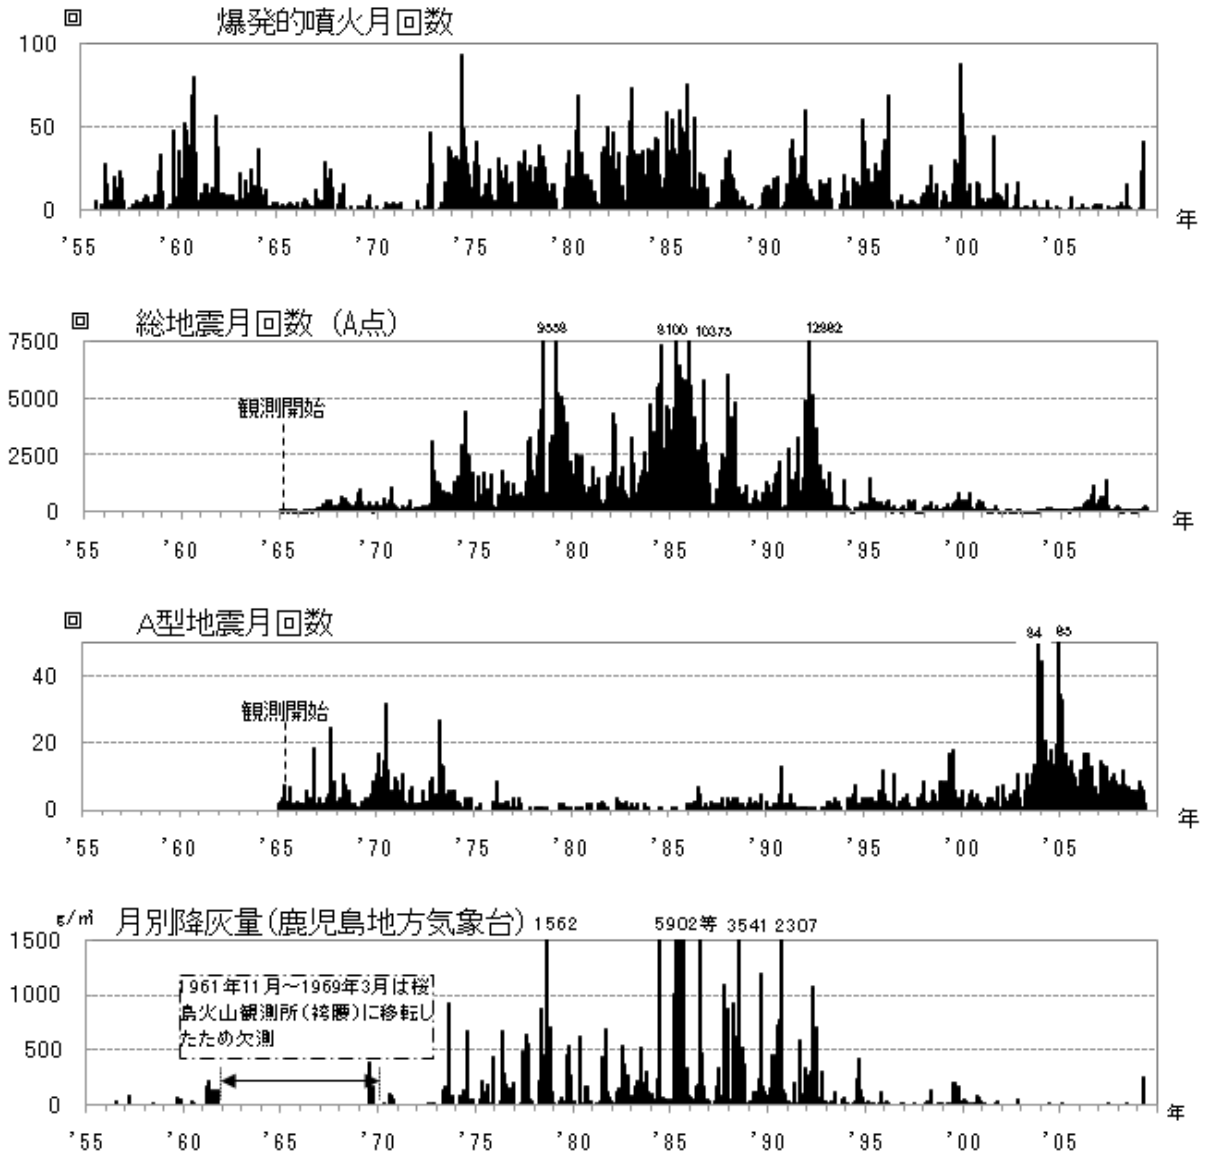 回 爆発的噴火月回数
100
50
0
'55 '60 '65 '70 '75 '80 '85 '90 '95 '00 '05 年
回 総地震月回数 (A点)
9558 8100 10375 12982
7500
5000
観測開始
2500
0
'55 '60 '65 '70 '75 '80 '85 '90 '95 '00 '05 年
回 A型地震月回数
94 85
40
観測開始
20
0
'55 '60 '65 '70 '75 '80 '85 '90 '95 '00 '05 年
g/㎡ 月別降灰量(鹿児島地方気象台) 1562 5902等 3541 2307
1500
1000
500
0
1961年11月～1969年3月は桜
島火山観測所(袴腰)に移転し
たため欠測
'55 '60 '65 '70 '75 '80 '85 '90 '95 '00 '05 年